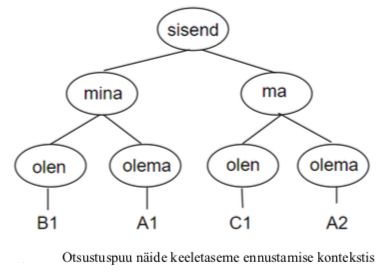 sisend
mina ma
olen olema olen olema
B1 A1 C1 A2
Otsustuspuu näide keeletaseme ennustamise kontekstis